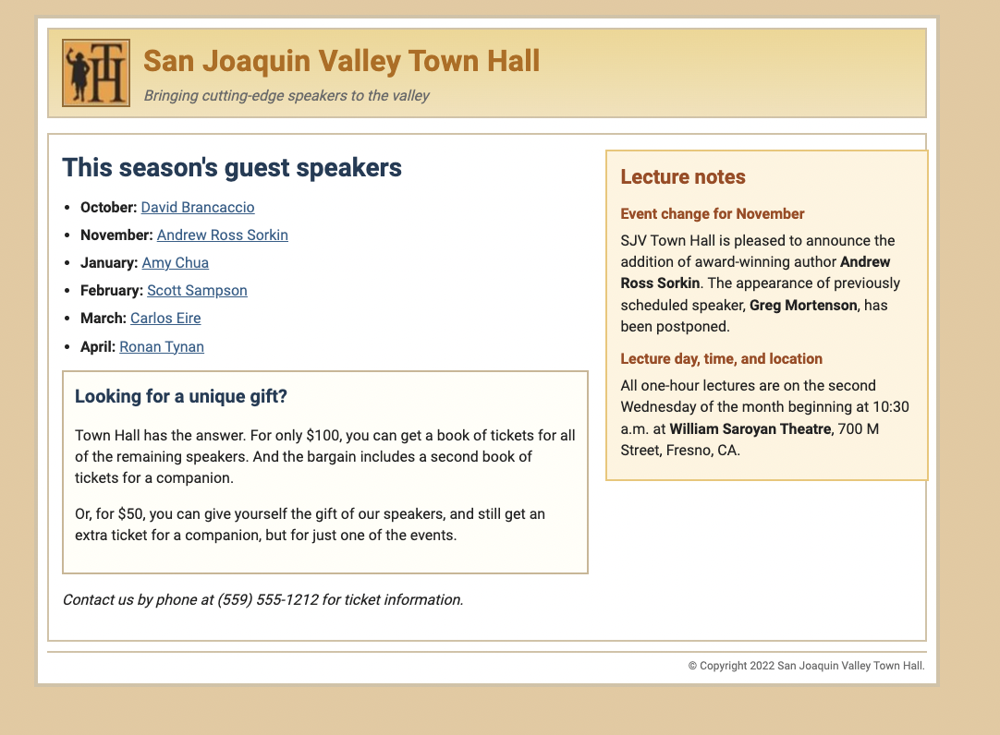 TH
San Joaquin Valley Town Hall
Bringing cutting-edge speakers to the valley
This season's guest speakers
• October: David Brancaccio
• November: Andrew Ross Sorkin
• January: Amy Chua
• February: Scott Sampson
• March: Carlos Eire
• April: Ronan Tynan
Looking for a unique gift?
Town Hall has the answer. For only $100, you can get a book of tickets for all
of the remaining speakers. And the bargain includes a second book of
tickets for a companion.
Or, for $50, you can give yourself the gift of our speakers, and still get an
extra ticket for a companion, but for just one of the events.
Contact us by phone at (559) 555-1212 for ticket information.
Lecture notes
Event change for November
SJV Town Hall is pleased to announce the
addition of award-winning author Andrew
Ross Sorkin. The appearance of previously
scheduled speaker, Greg Mortenson, has
been postponed.
Lecture day, time, and location
All one-hour lectures are on the second
Wednesday of the month beginning at 10:30
a.m. at William Saroyan Theatre, 700 M
Street, Fresno, CA.
© Copyright 2022 San Joaquin Valley Town Hall.